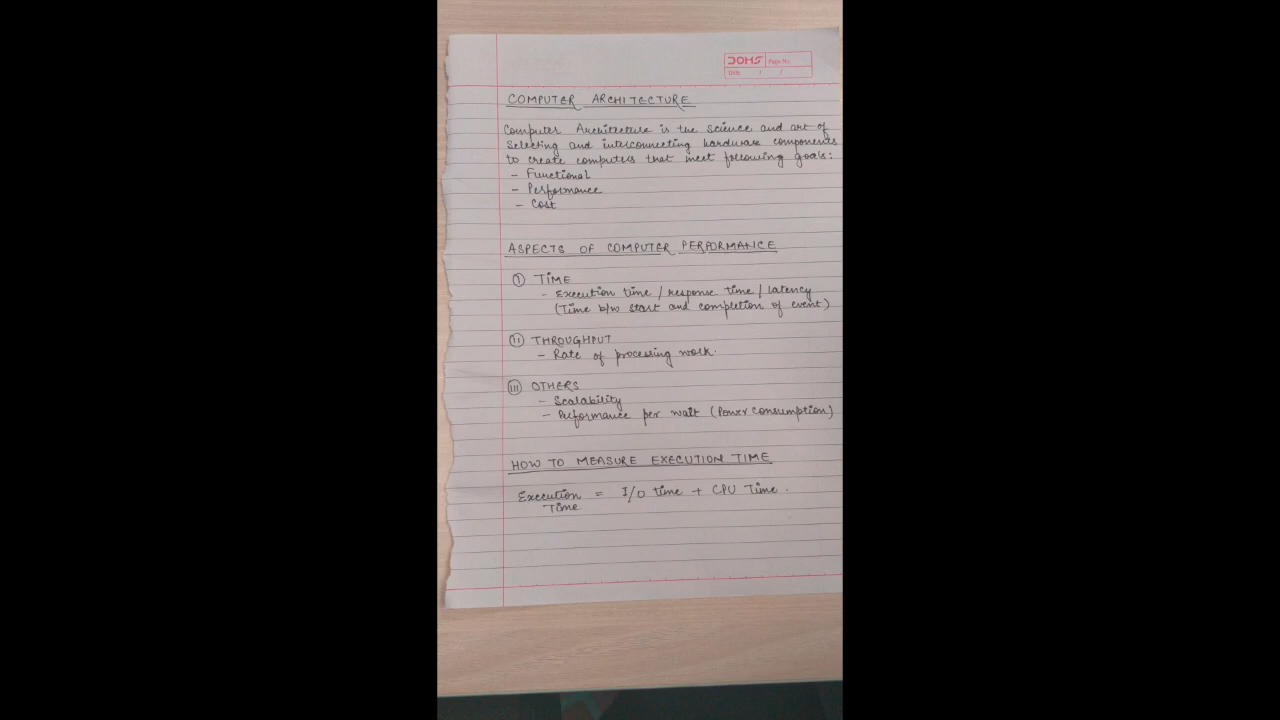 DOMS Page No.
Date / /
COMPUTER ARCHITECTURE
Computer Architecture is the science and art of
selecting and interconnecting hardware components
to create computers that meet following goals:
- Functional
- Performance
- Cost
ASPECTS OF COMPUTER PERFORMANCE
(I) TIME
- Execution time / response time / latency
(Time b/w start and completion of event)
(II) THROUGHPUT
- Rate of processing work.
(III) OTHERS
- Scalability
- Performance per watt (Power consumption)
HOW TO MEASURE EXECUTION TIME
Execution = I/O time + CPU Time.
Time